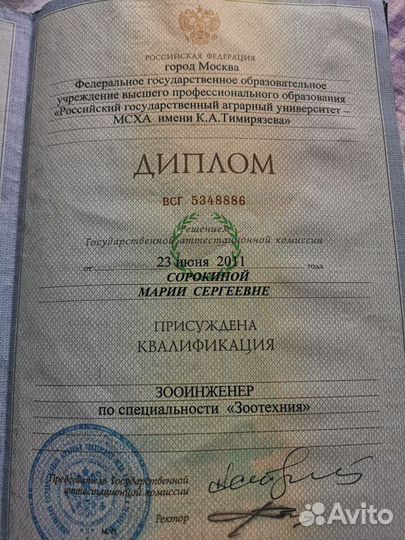 РОССИЙСКАЯ ФЕДЕРАЦИЯ
город Москва
Федеральное государственное образовательное
учреждение высшего профессионального образования
«Российский государственный аграрный университет –
МСХА имени К.А.Тимирязева»
ДИПЛОМ
ВСГ 5348886
Решением
Государственной аттестационной комиссии
от 23 июня 2011 года
СОРОКИНОЙ
МАРИИ СЕРГЕЕВНЕ
ПРИСУЖДЕНА
КВАЛИФИКАЦИЯ
ЗООИНЖЕНЕР
по специальности «Зоотехния»
Председатель Государственной
аттестационной комиссии
Ректор
М.П.
Avito